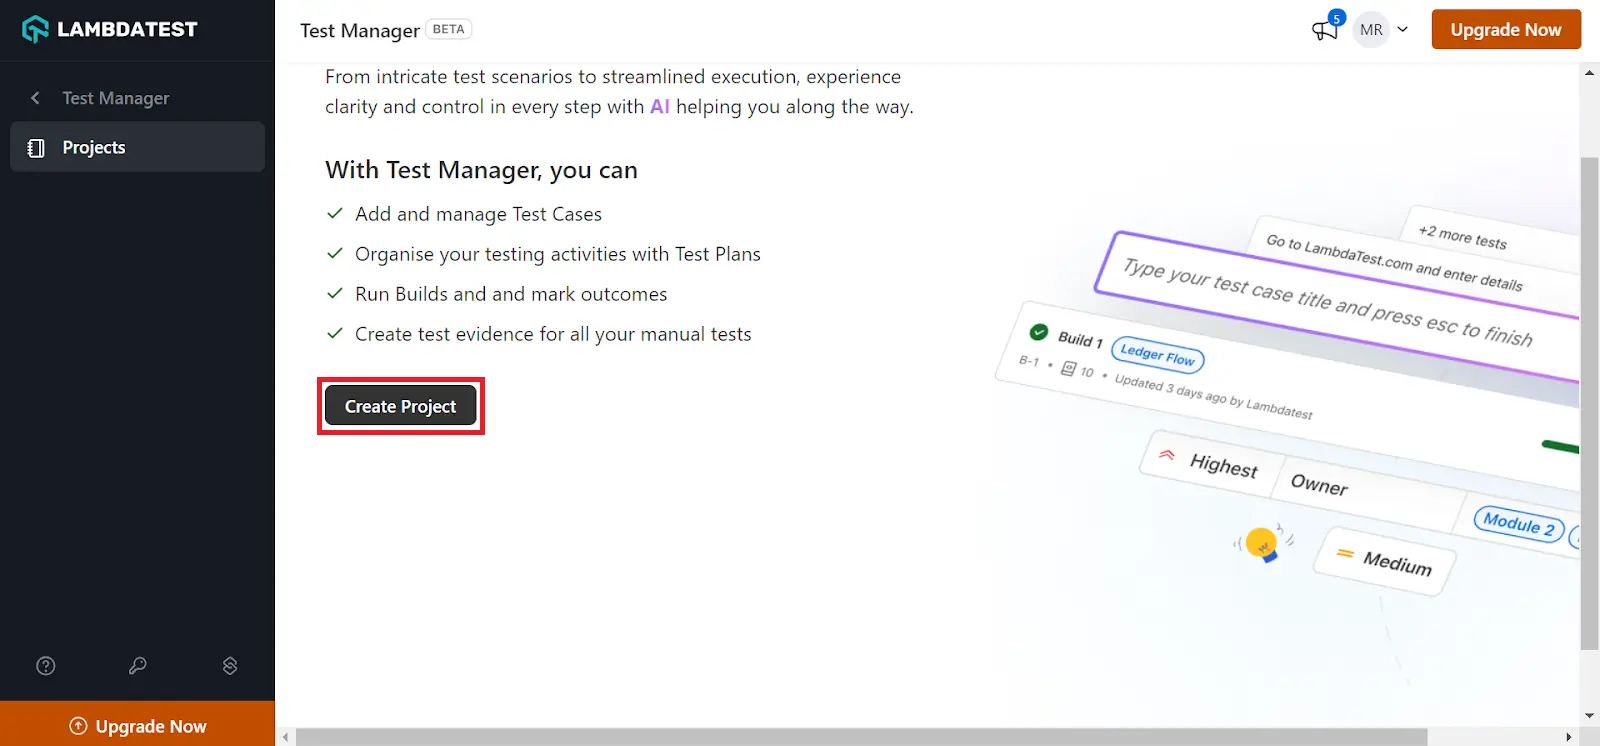 LAMBDATEST
Test Manager
Projects
Upgrade Now
Test Manager BETA
5
MR
Upgrade Now
From intricate test scenarios to streamlined execution, experience
clarity and control in every step with AI helping you along the way.
With Test Manager, you can
Add and manage Test Cases
Organise your testing activities with Test Plans
Run Builds and and mark outcomes
Create test evidence for all your manual tests
Create Project
+2 more tests
Go to LambdaTest.com and enter details
Type your test case title and press esc to finish
Build 1 Ledger Flow
B-1 • 10 • Updated 3 days ago by Lambdatest
Highest Owner
Module 2
Medium